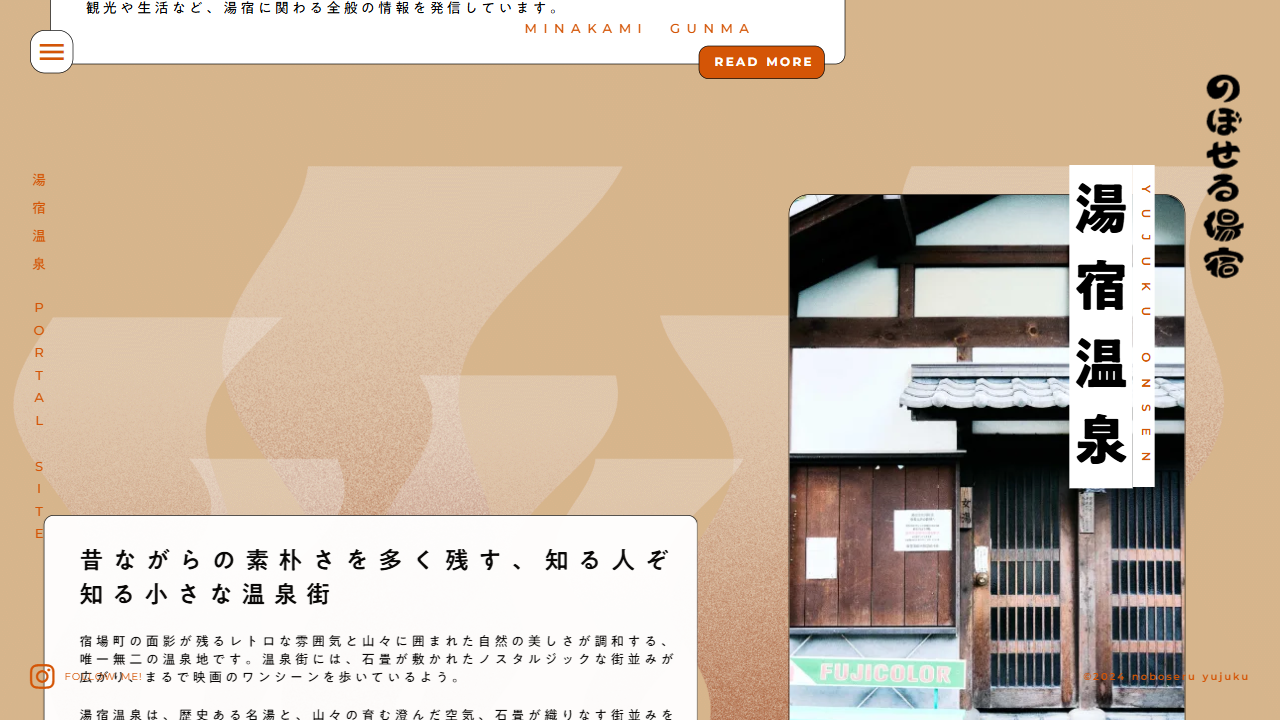 観光や生活など、湯宿に関わる全般の情報を発信しています。
MINAKAMI GUNMA
READ MORE
のぼせる湯宿
湯宿温泉 PORTAL SITE
湯宿温泉
YUJUKU ONSEN
昔ながらの素朴さを多く残す、知る人ぞ
知る小さな温泉街
宿場町の面影が残るレトロな雰囲気と山々に囲まれた自然の美しさが調和する、
唯一無二の温泉地です。温泉街には、石畳が敷かれたノスタルジックな街並みが
広がり、まるで映画のワンシーンを歩いているよう。
湯宿温泉は、歴史ある名湯と、山々の育む澄んだ空気、石畳が織りなす街並みを
FOLLOW ME!
FUJICOLOR
©2024 noboseru yujuku